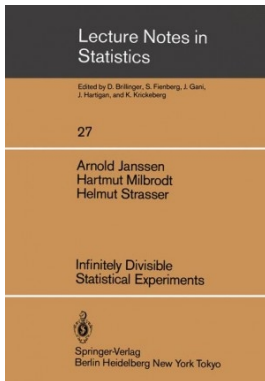 Lecture Notes in
Statistics
Edited by D. Brillinger, S. Fienberg, J. Gani,
J. Hartigan, and K. Krickeberg
27
Arnold Janssen
Hartmut Milbrodt
Helmut Strasser
Infinitely Divisible
Statistical Experiments
Springer-Verlag
Berlin Heidelberg New York Tokyo